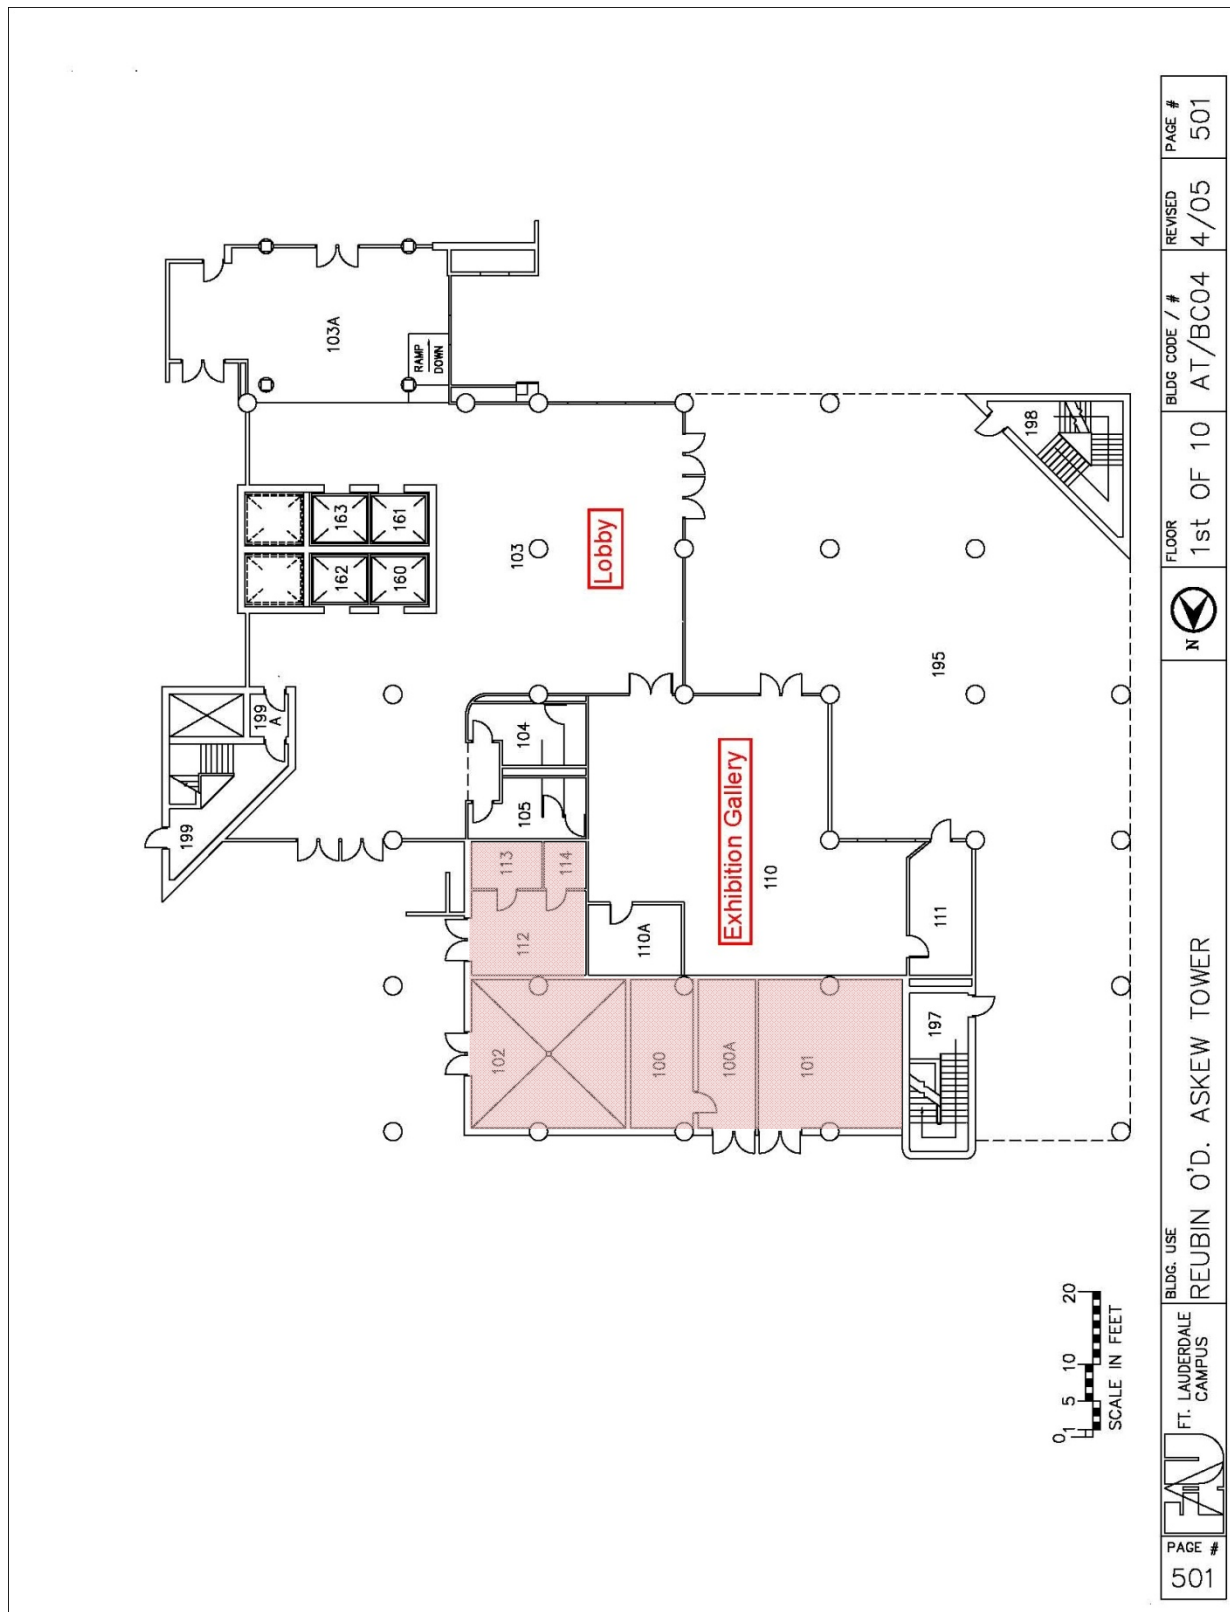 103A
RAMP
DOWN
163
161
162
160
103
Lobby
198
199
A
199
104
105
195
113
114
112
110A
Exhibition Gallery
110
111
102
100
100A
101
197
0 1 5 10 20
SCALE IN FEET
PAGE #
501
FAU
FT. LAUDERDALE
CAMPUS
BLDG. USE
REUBIN O'D. ASKEW TOWER
N
FLOOR
1st OF 10
BLDG CODE / #
AT/BC04
REVISED
4/05
PAGE #
501